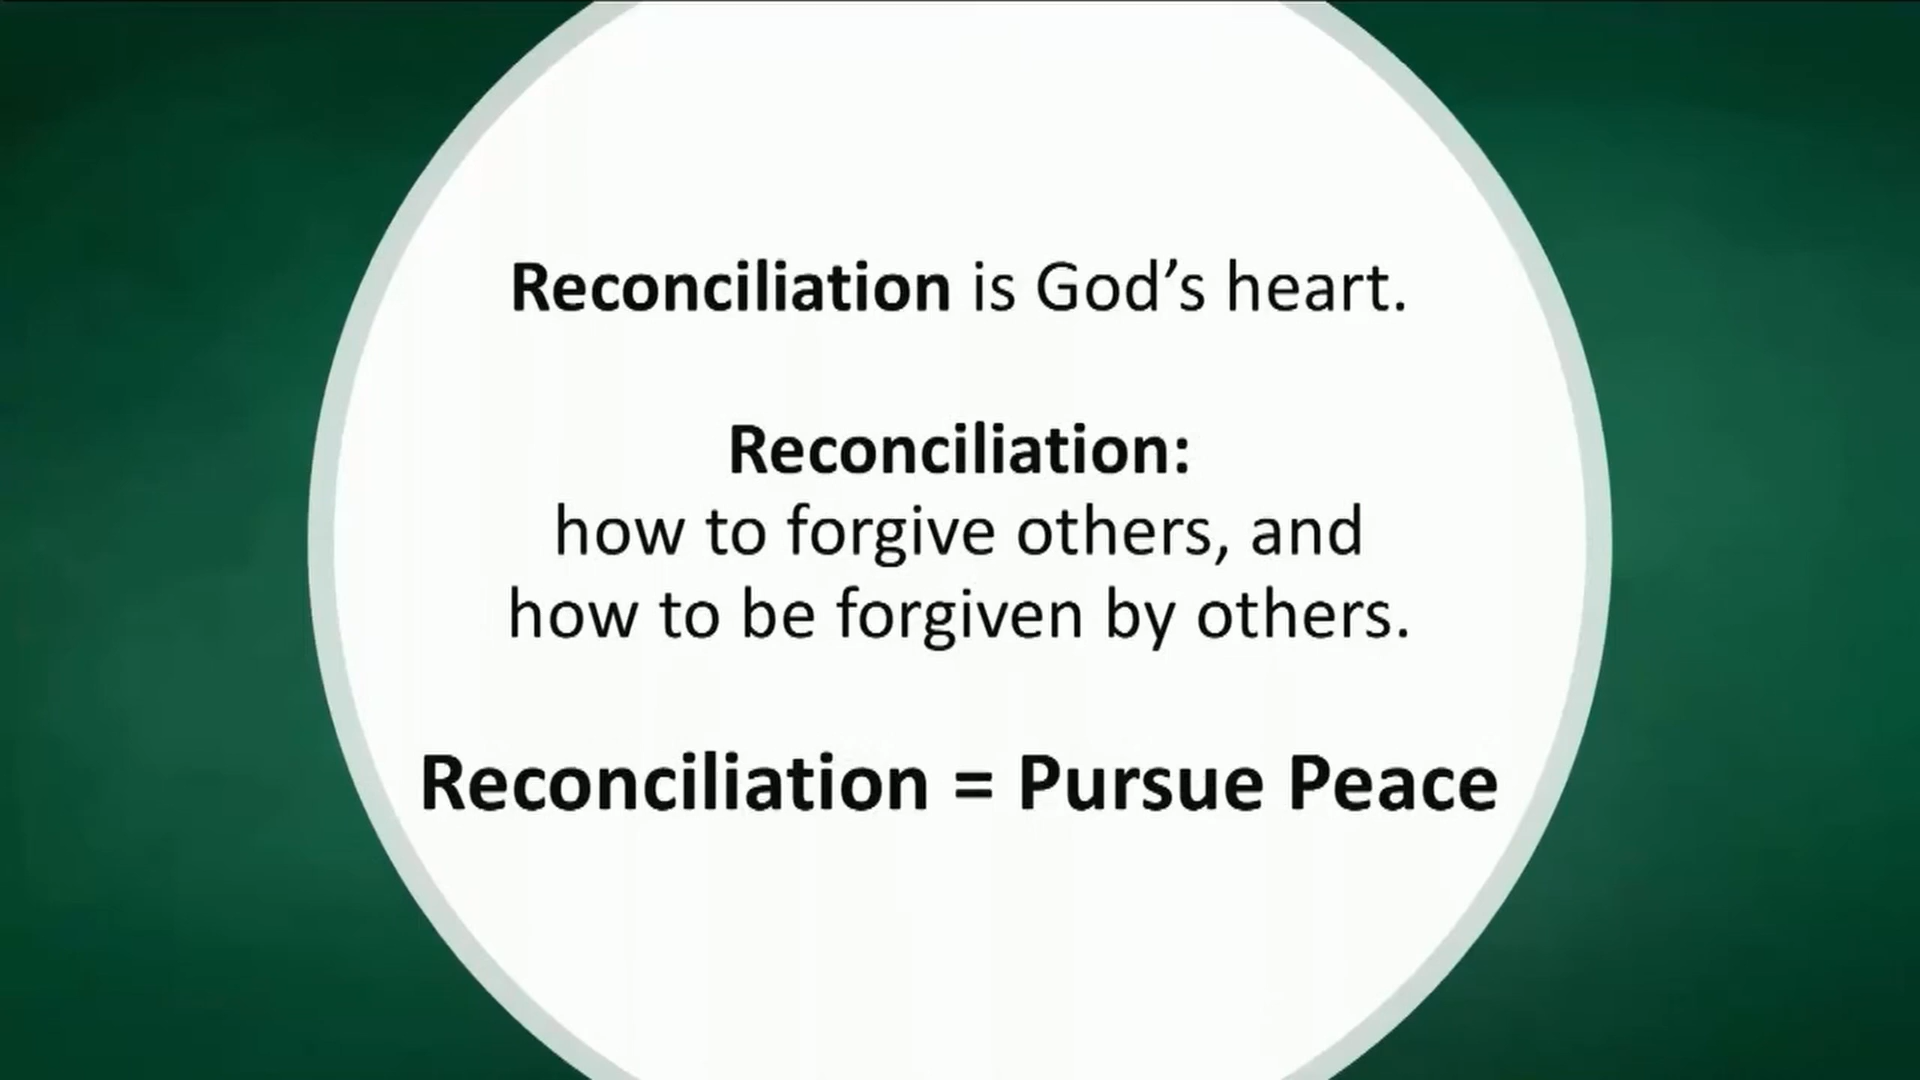 Reconciliation is God’s heart.
Reconciliation:
how to forgive others, and
how to be forgiven by others.
Reconciliation = Pursue Peace